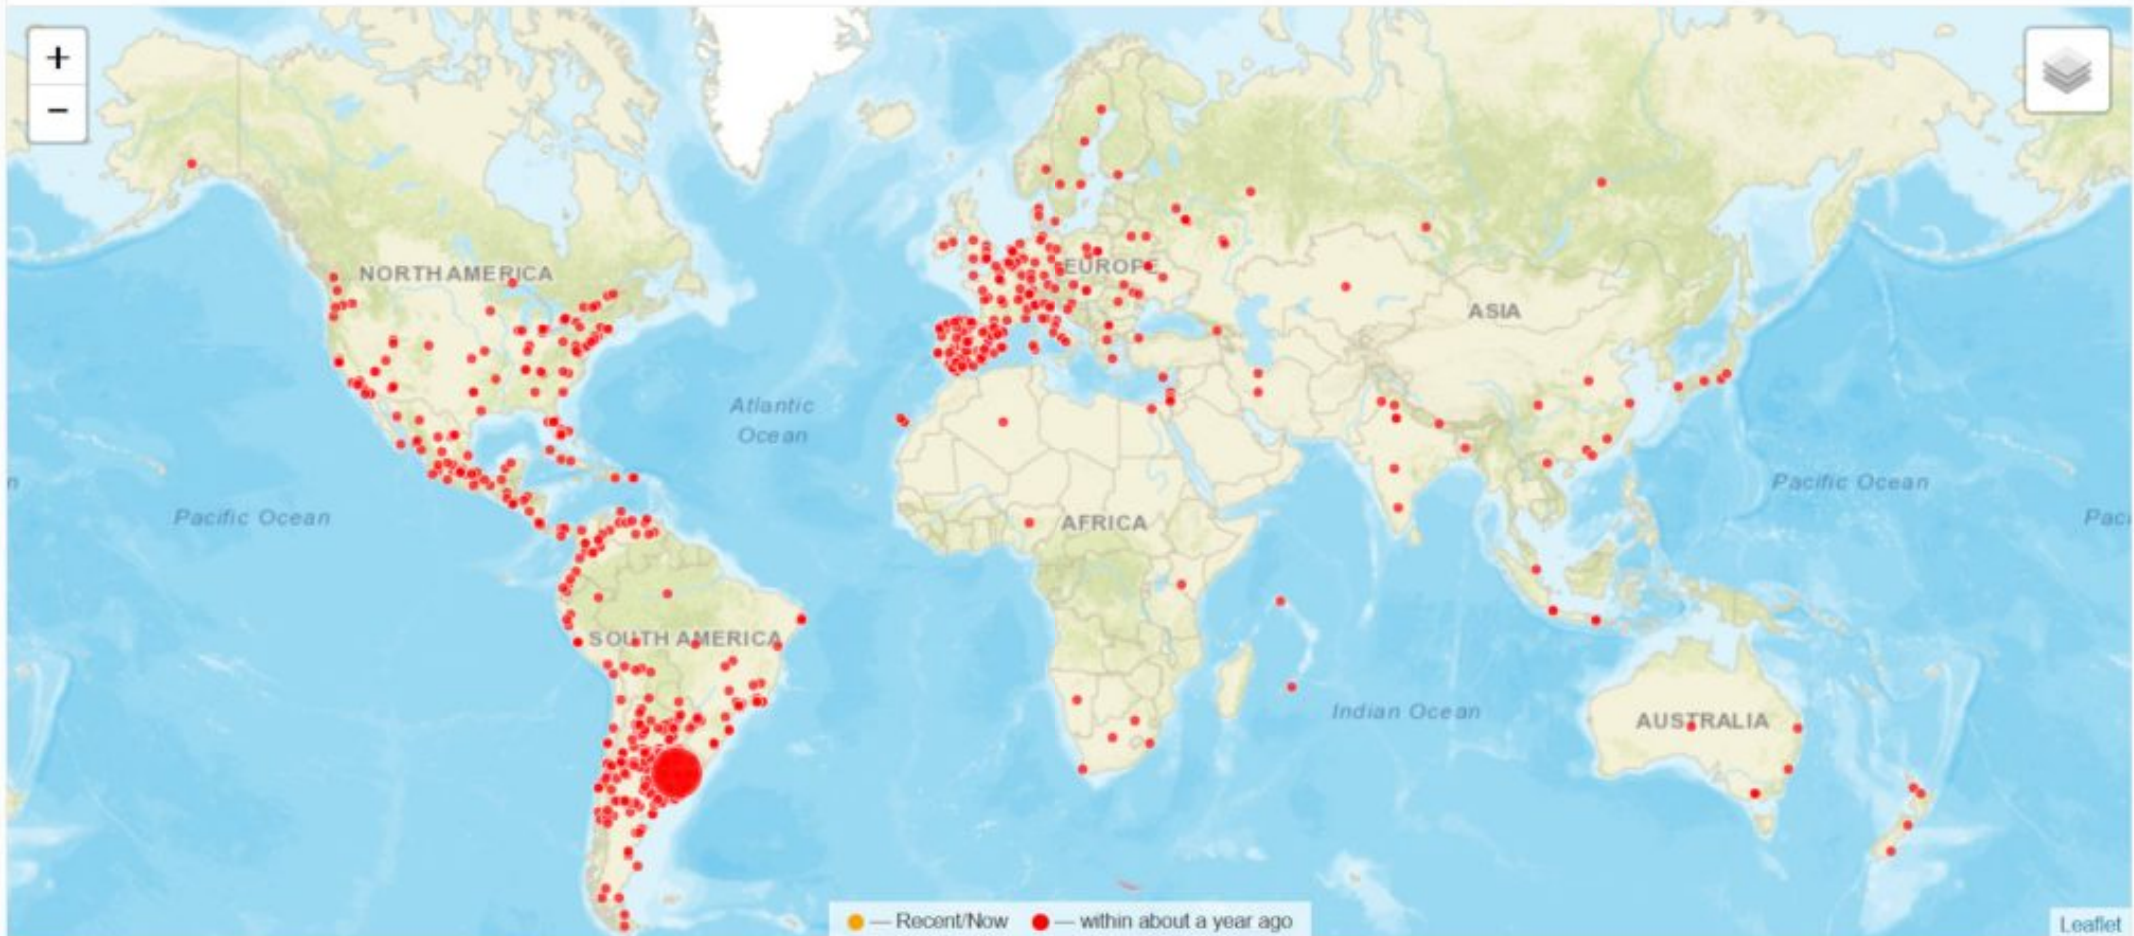 +
−
NORTH AMERICA
EUROPE
ASIA
Atlantic
Ocean
Pacific Ocean
Pacific Ocean
n
Paci
AFRICA
SOUTH AMERICA
Indian Ocean
AUSTRALIA
— Recent/Now — within about a year ago
Leaflet